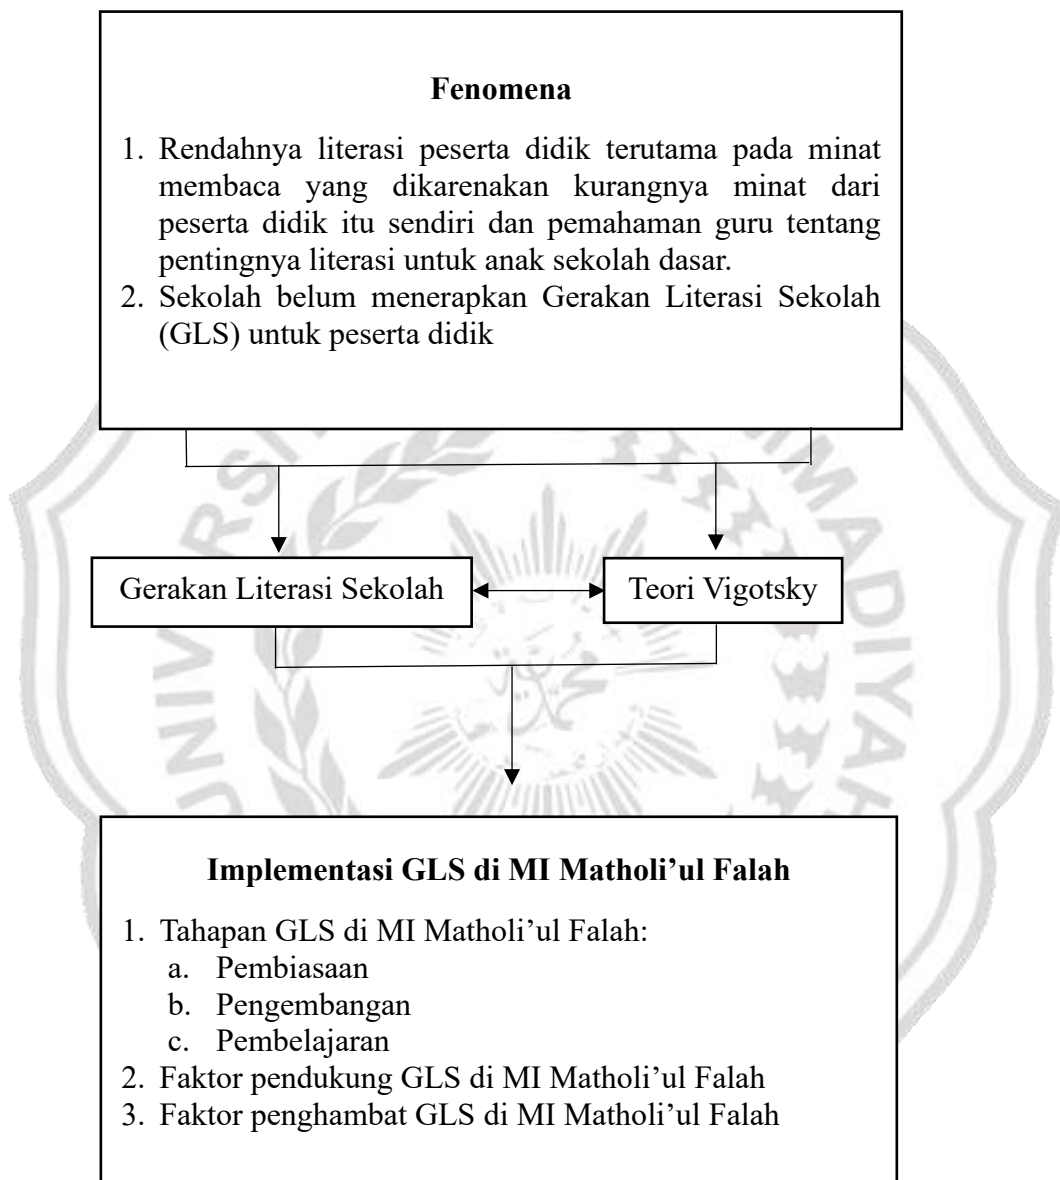 Fenomena
1. Rendahnya literasi peserta didik terutama pada minat
membaca yang dikarenakan kurangnya minat dari
peserta didik itu sendiri dan pemahaman guru tentang
pentingnya literasi untuk anak sekolah dasar.
2. Sekolah belum menerapkan Gerakan Literasi Sekolah
(GLS) untuk peserta didik
Gerakan Literasi Sekolah
Teori Vigotsky
Implementasi GLS di MI Matholi’ul Falah
1. Tahapan GLS di MI Matholi’ul Falah:
a. Pembiasaan
b. Pengembangan
c. Pembelajaran
2. Faktor pendukung GLS di MI Matholi’ul Falah
3. Faktor penghambat GLS di MI Matholi’ul Falah